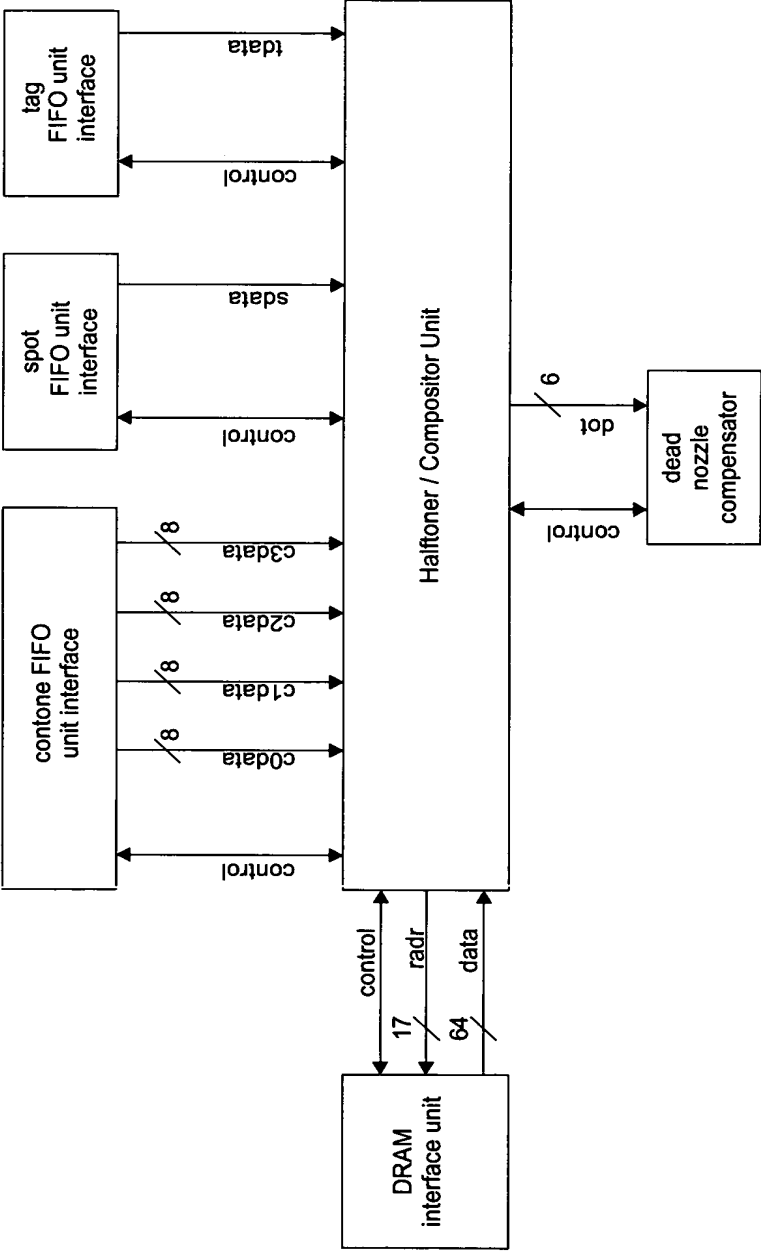 tag
FIFO unit
interface
tdata
control
spot
FIFO unit
interface
sdata
control
contone FIFO
unit interface
8
c3data
8
c2data
8
c1data
8
c0data
control
Halftoner / Compositor Unit
6
dot
control
dead
nozzle
compensator
control
radr
17
data
64
DRAM
interface unit